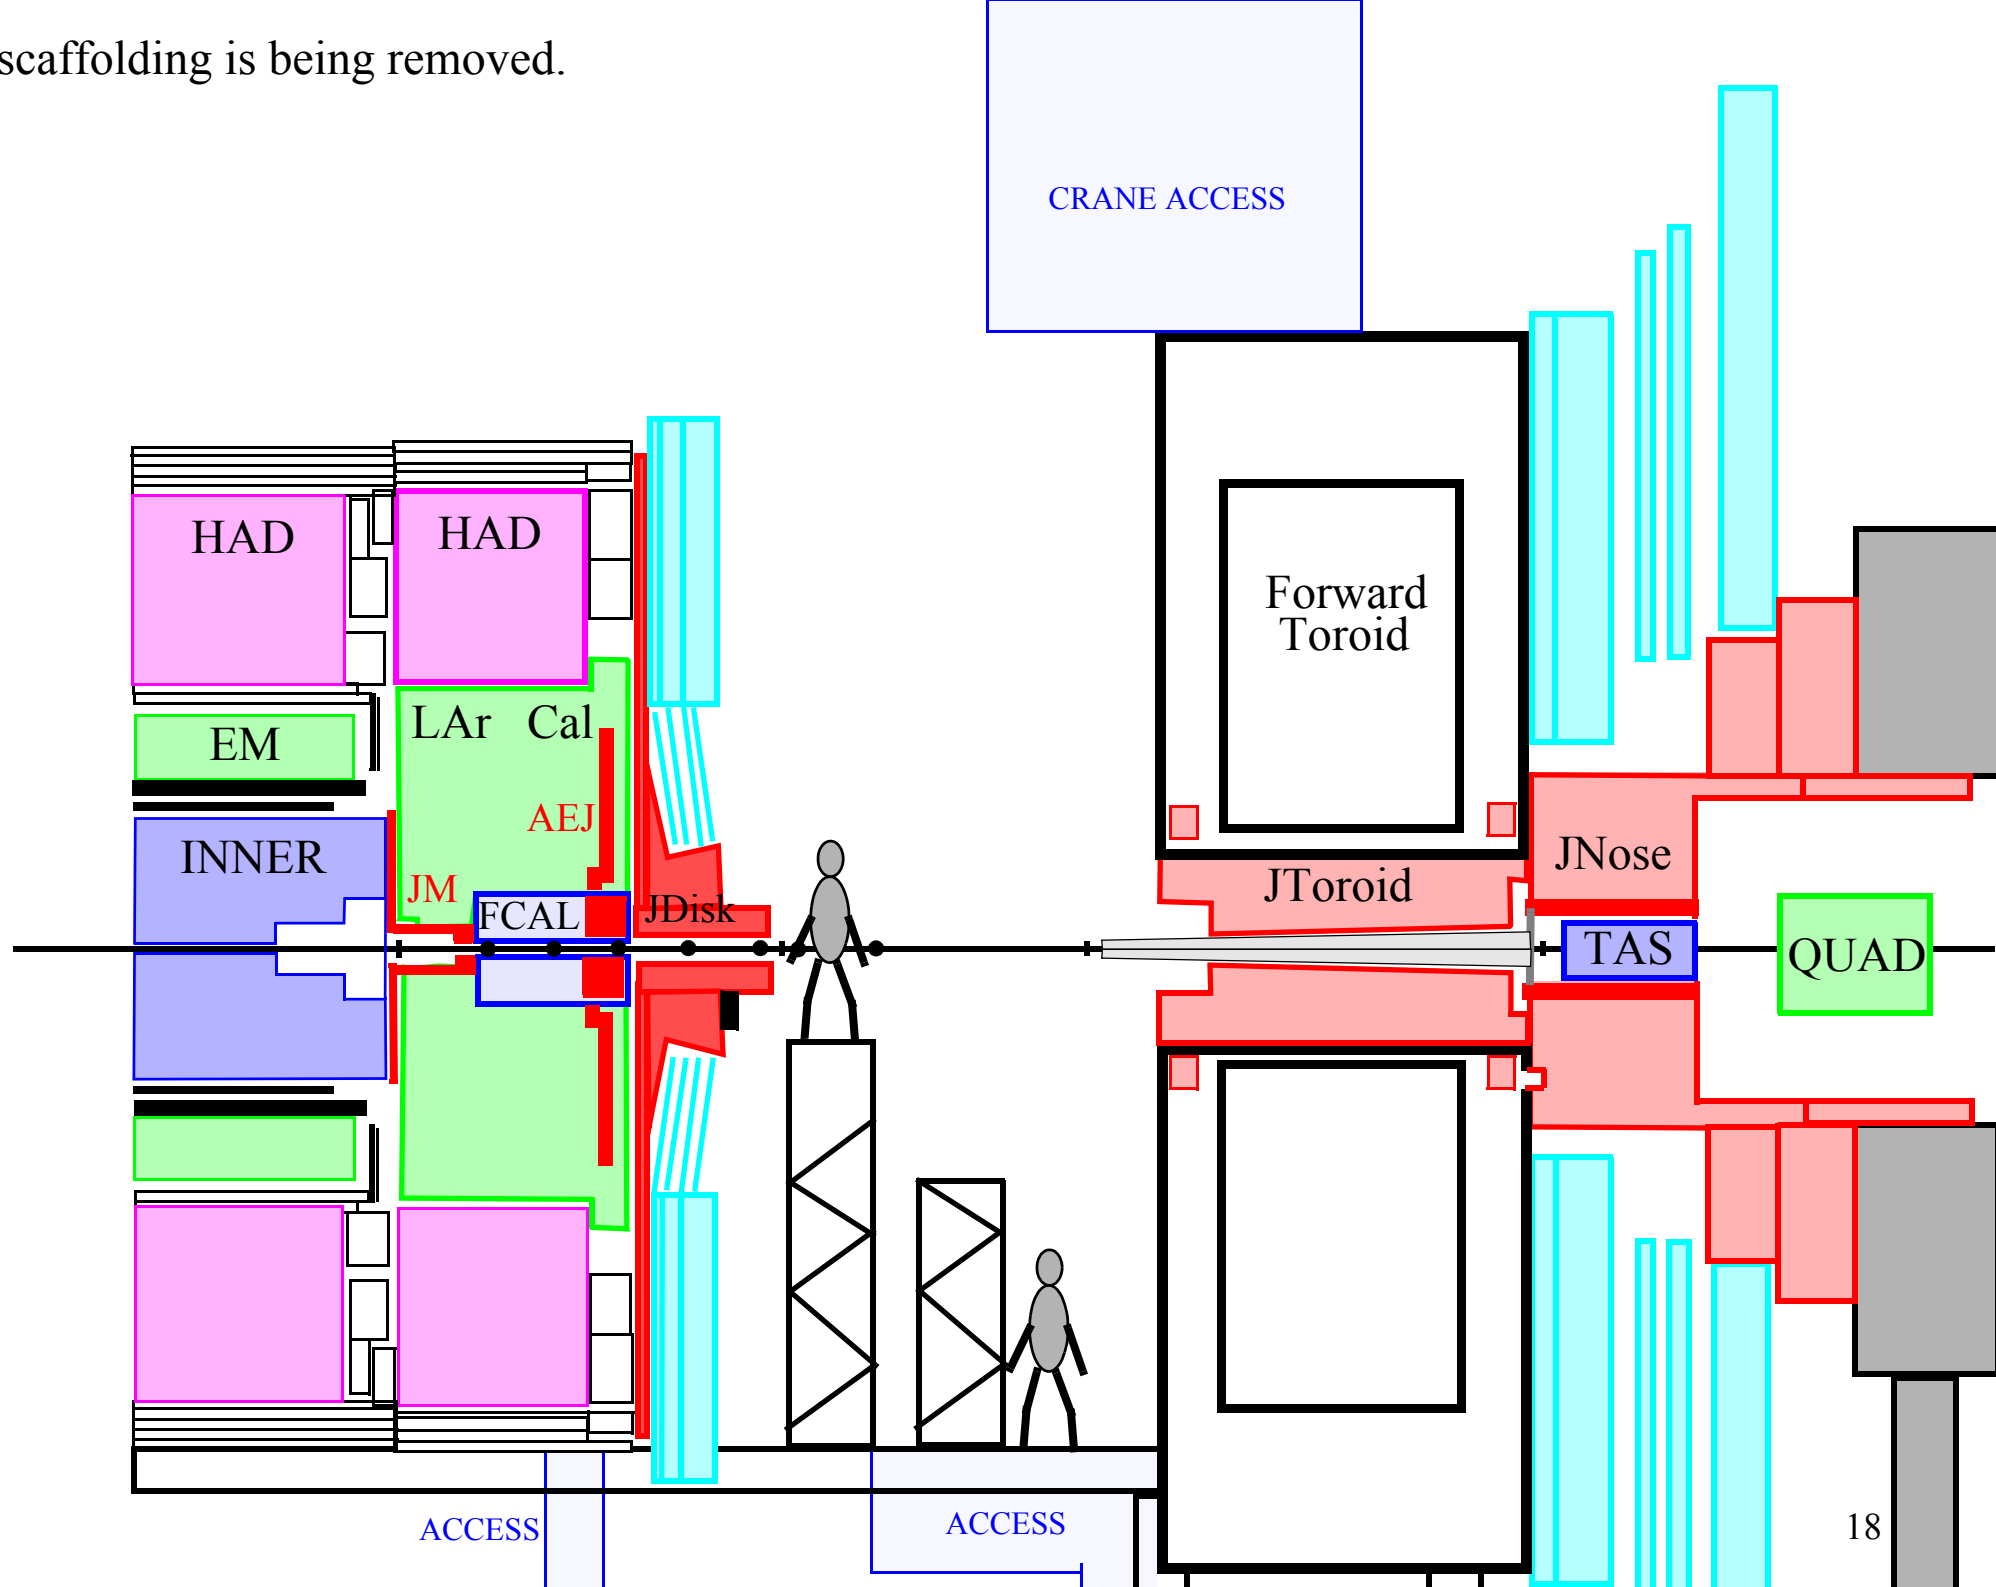 scaffolding is being removed.
CRANE ACCESS
HAD
HAD
Forward
Toroid
LAr Cal
EM
AEJ
INNER
JM
FCAL
JDisk
JToroid
JNose
TAS
QUAD
ACCESS
ACCESS
18